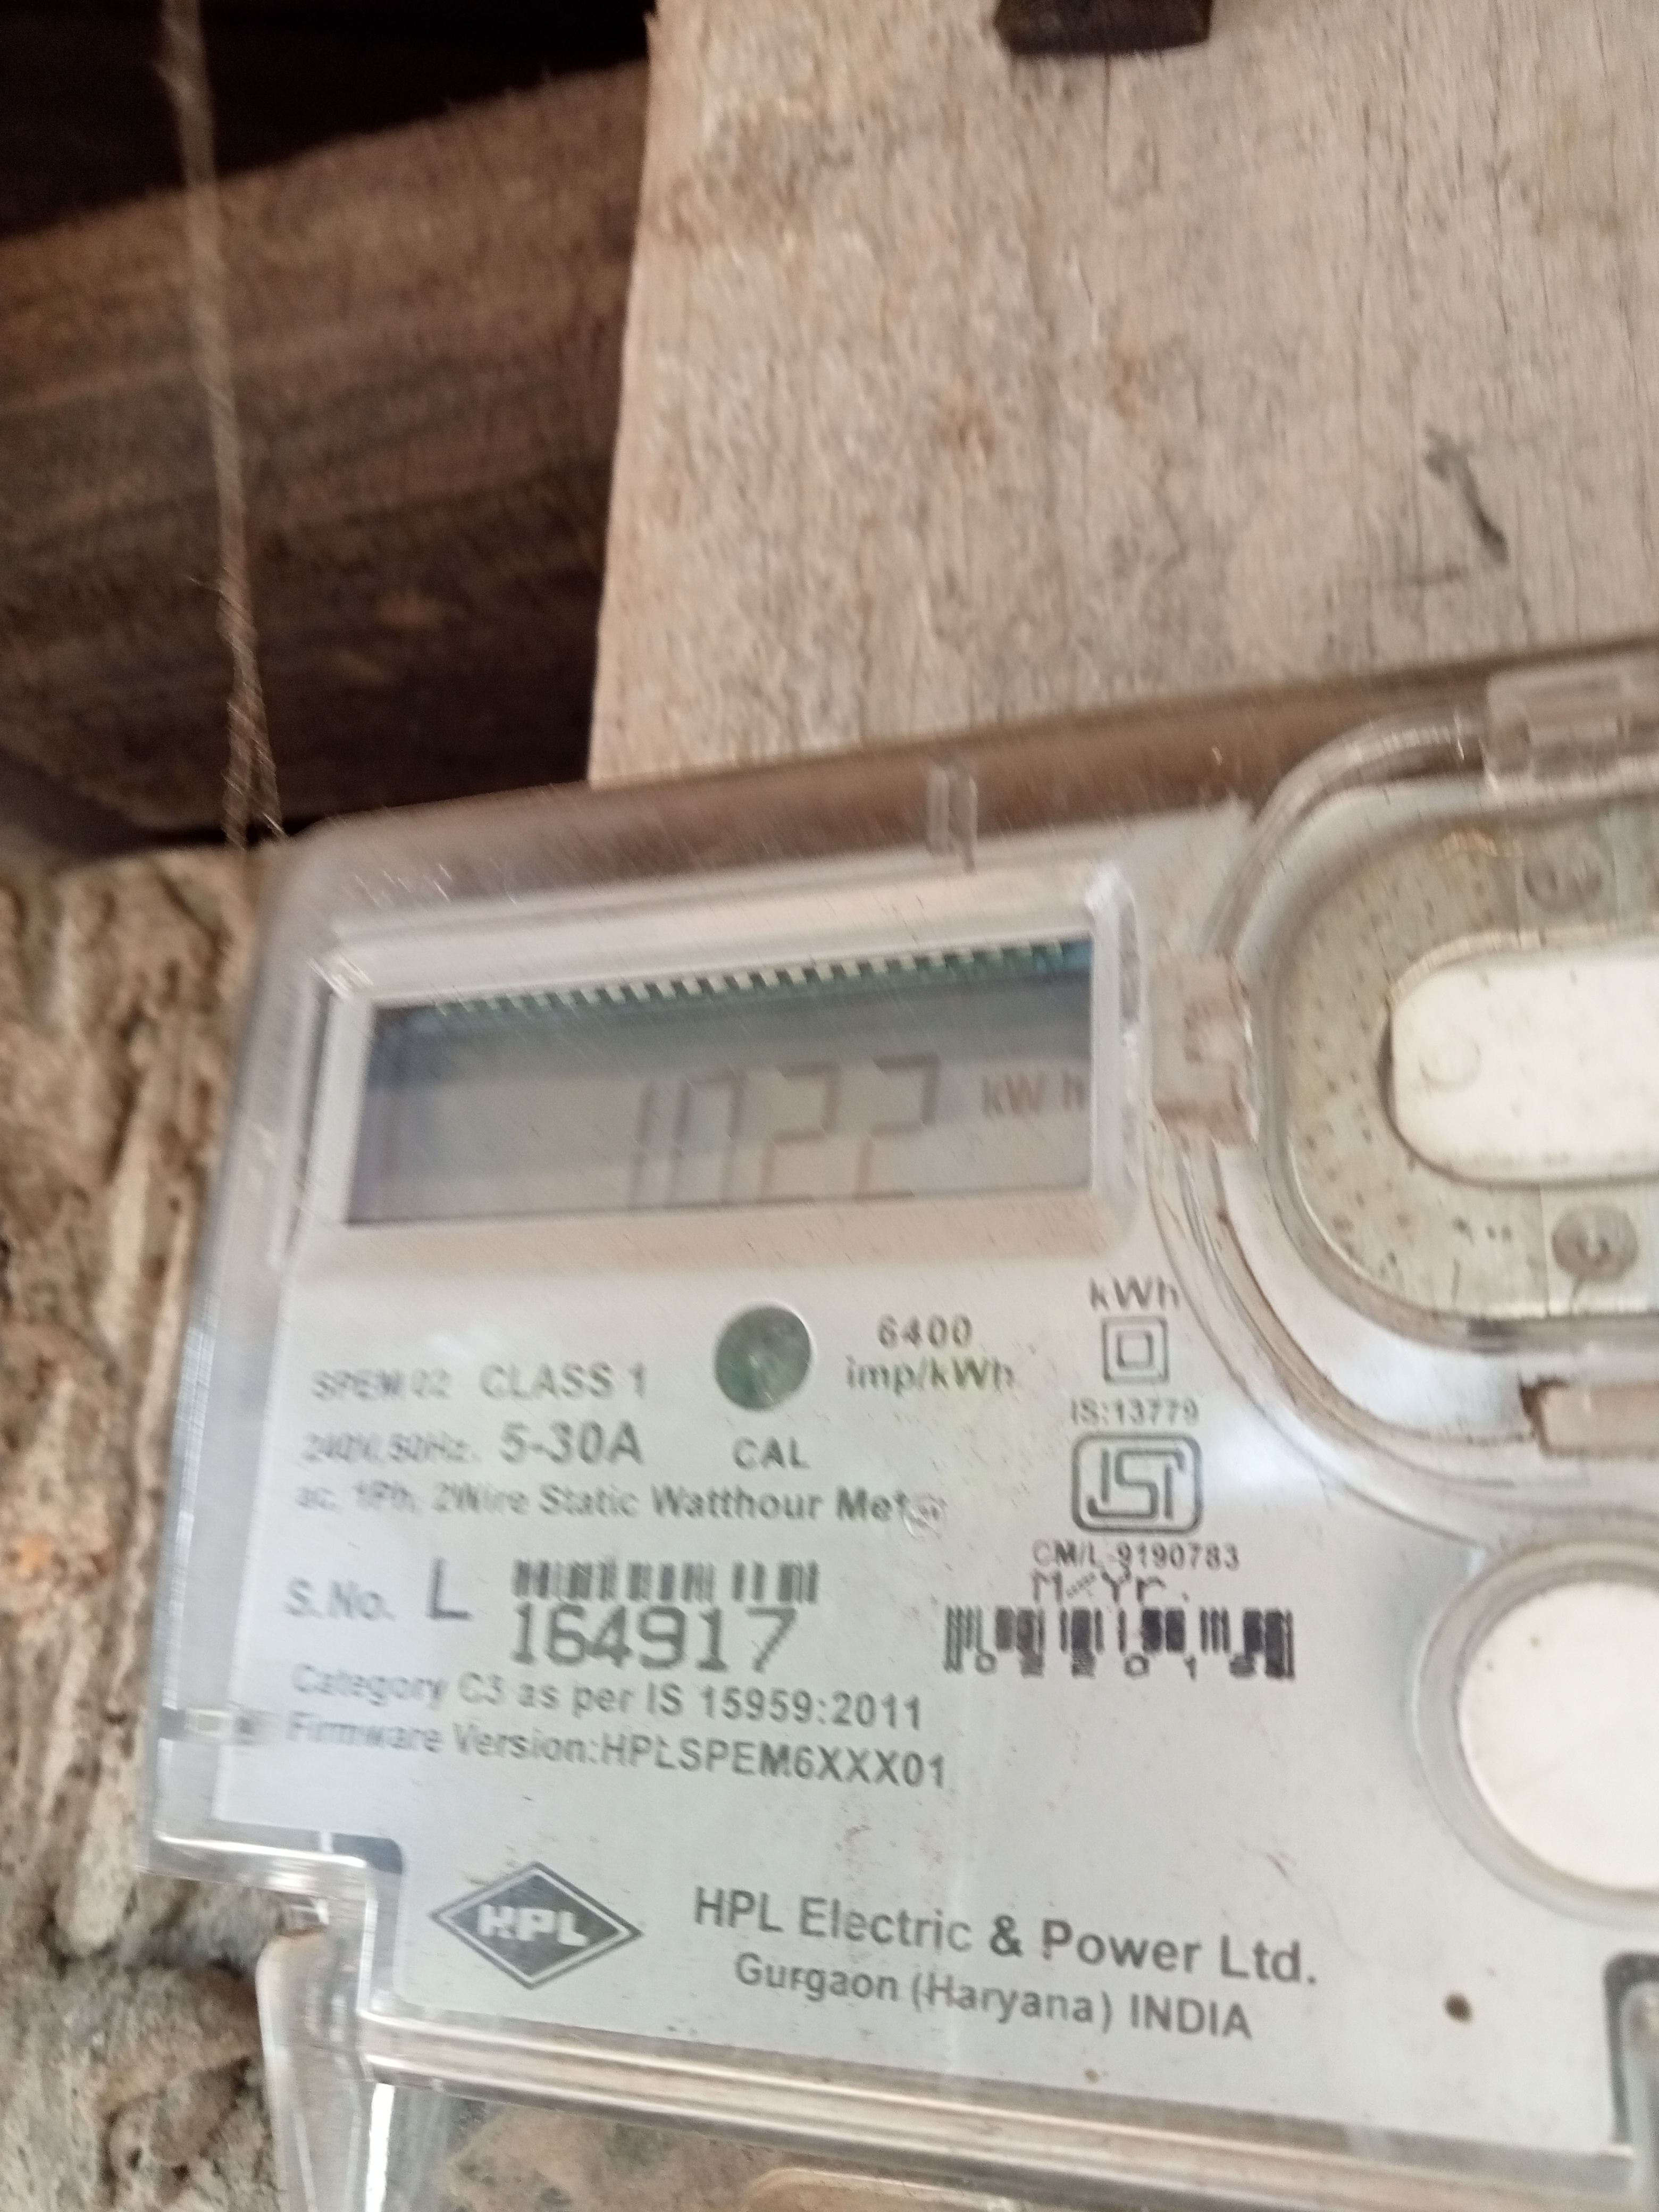 1022 kWh
kWh
6400
imp/kWh
SPEM 02 CLASS 1
240V, 50Hz, 5-30A
CAL
IS:13779
ac, 1Ph, 2Wire Static Watthour Meter
ISI
CM/L-9190783
S.No. L
164917
Category C3 as per IS 15959:2011
Firmware Version:HPLSPEM6XXX01
HPL
HPL Electric & Power Ltd.
Gurgaon (Haryana) INDIA